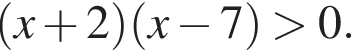 (x + 2)(x − 7) > 0.